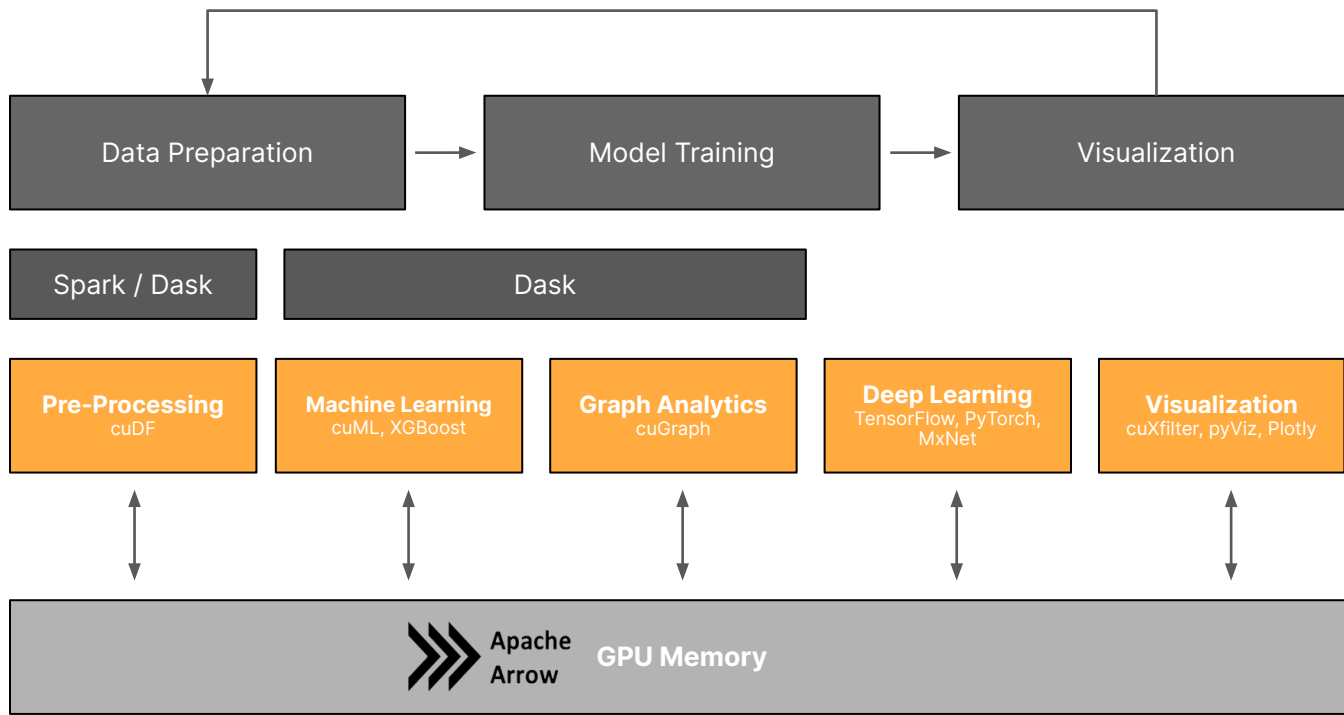 Data Preparation
Model Training
Visualization
Spark / Dask
Dask
Pre-Processing
cuDF
Machine Learning
cuML, XGBoost
Graph Analytics
cuGraph
Deep Learning
TensorFlow, PyTorch,
MxNet
Visualization
cuXfilter, pyViz, Plotly
Apache
Arrow
GPU Memory